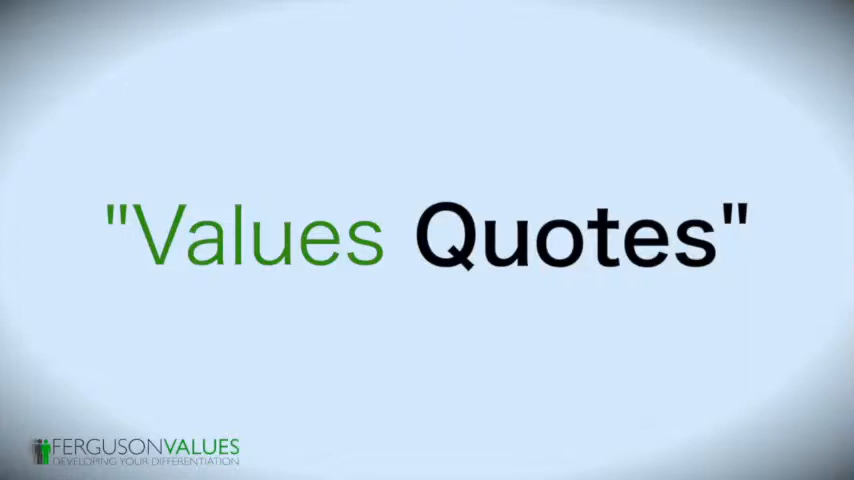 "Values Quotes"
FERGUSONVALUES
DEVELOPING YOUR DIFFERENTIATION